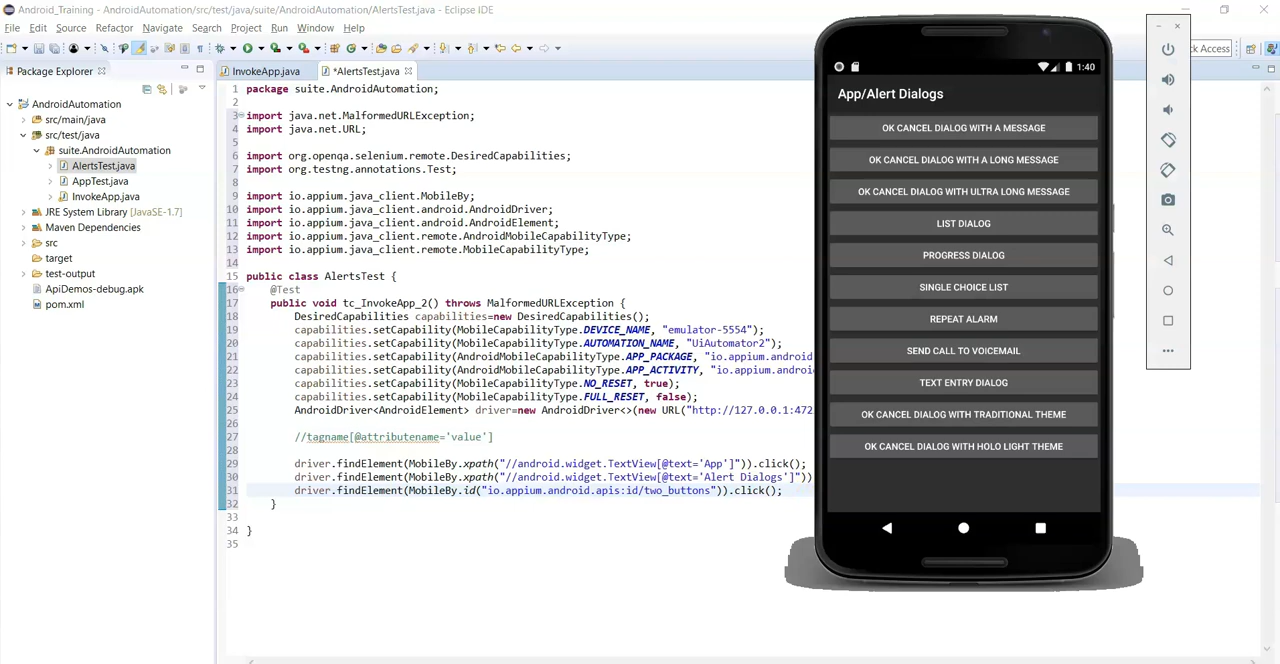 Android_Training - AndroidAutomation/src/test/java/suite/AndroidAutomation/AlertsTest.java - Eclipse IDE
File Edit Source Refactor Navigate Search Project Run Window Help
ck Access
Package Explorer
InvokeApp.java
*AlertsTest.java
AndroidAutomation
src/main/java
src/test/java
suite.AndroidAutomation
AlertsTest.java
AppTest.java
InvokeApp.java
JRE System Library [JavaSE-1.7]
Maven Dependencies
src
target
test-output
ApiDemos-debug.apk
pom.xml
1 package suite.AndroidAutomation;
2
3 import java.net.MalformedURLException;
4 import java.net.URL;
5
6 import org.openqa.selenium.remote.DesiredCapabilities;
7 import org.testng.annotations.Test;
8
9 import io.appium.java_client.MobileBy;
10 import io.appium.java_client.android.AndroidDriver;
11 import io.appium.java_client.android.AndroidElement;
12 import io.appium.java_client.remote.AndroidMobileCapabilityType;
13 import io.appium.java_client.remote.MobileCapabilityType;
14
15 public class AlertsTest {
16 @Test
17 public void tc_InvokeApp_2() throws MalformedURLException {
18 DesiredCapabilities capabilities=new DesiredCapabilities();
19 capabilities.setCapability(MobileCapabilityType.DEVICE_NAME, "emulator-5554");
20 capabilities.setCapability(MobileCapabilityType.AUTOMATION_NAME, "UiAutomator2");
21 capabilities.setCapability(AndroidMobileCapabilityType.APP_PACKAGE, "io.appium.android
22 capabilities.setCapability(AndroidMobileCapabilityType.APP_ACTIVITY, "io.appium.androi
23 capabilities.setCapability(MobileCapabilityType.NO_RESET, true);
24 capabilities.setCapability(MobileCapabilityType.FULL_RESET, false);
25 AndroidDriver<AndroidElement> driver=new AndroidDriver<>(new URL("http://127.0.0.1:472
26
27 //tagname[@attributename='value']
28
29 driver.findElement(MobileBy.xpath("//android.widget.TextView[@text='App']")).click();
30 driver.findElement(MobileBy.xpath("//android.widget.TextView[@text='Alert Dialogs']"))
31 driver.findElement(MobileBy.id("io.appium.android.apis:id/two_buttons")).click();
32 }
33
34 }
35
1:40
App/Alert Dialogs
OK CANCEL DIALOG WITH A MESSAGE
OK CANCEL DIALOG WITH A LONG MESSAGE
OK CANCEL DIALOG WITH ULTRA LONG MESSAGE
LIST DIALOG
PROGRESS DIALOG
SINGLE CHOICE LIST
REPEAT ALARM
SEND CALL TO VOICEMAIL
TEXT ENTRY DIALOG
OK CANCEL DIALOG WITH TRADITIONAL THEME
OK CANCEL DIALOG WITH HOLO LIGHT THEME